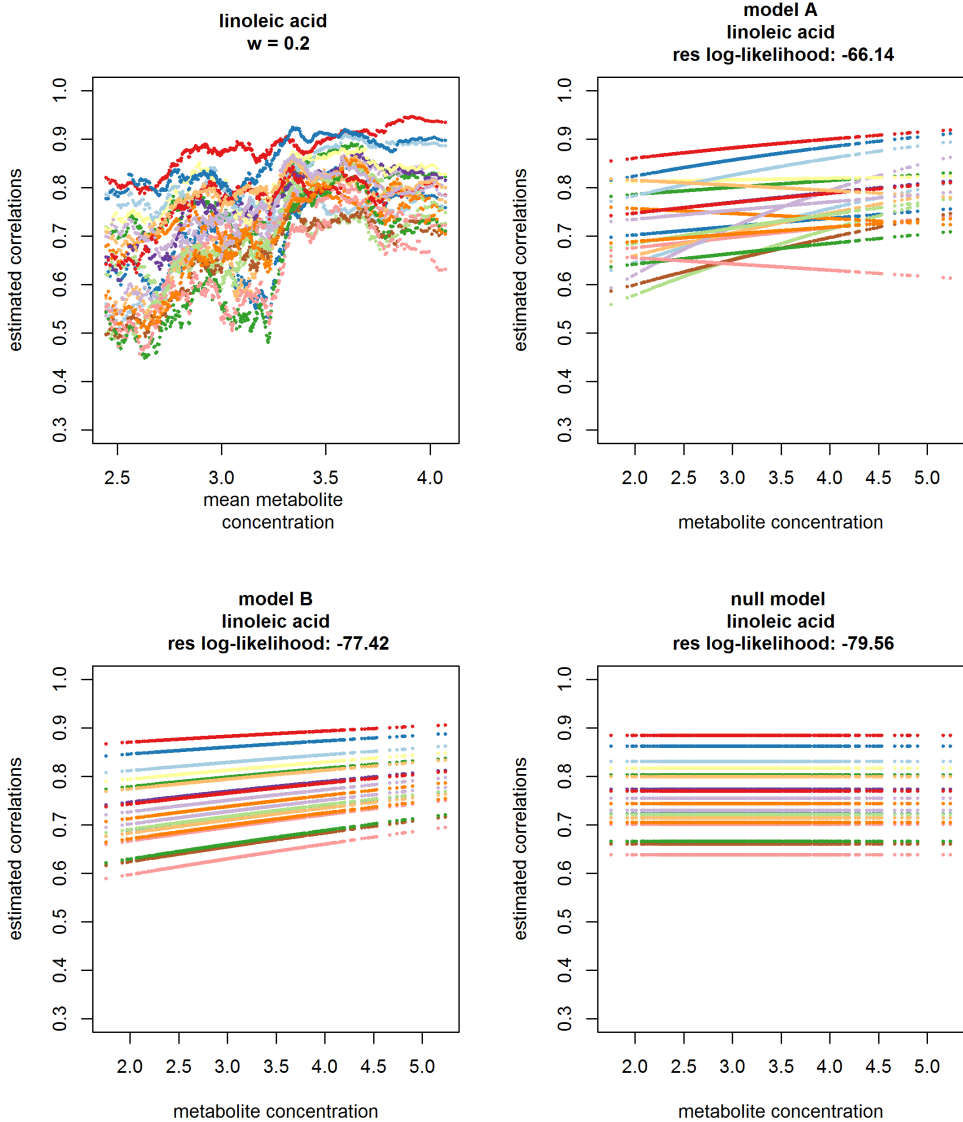 linoleic acid
w = 0.2
estimated correlations
1.0
0.9
0.8
0.7
0.6
0.5
0.4
0.3
2.5 3.0 3.5 4.0
mean metabolite
concentration
model A
linoleic acid
res log-likelihood: -66.14
estimated correlations
1.0
0.9
0.8
0.7
0.6
0.5
0.4
0.3
2.0 2.5 3.0 3.5 4.0 4.5 5.0
metabolite concentration
model B
linoleic acid
res log-likelihood: -77.42
estimated correlations
1.0
0.9
0.8
0.7
0.6
0.5
0.4
0.3
2.0 2.5 3.0 3.5 4.0 4.5 5.0
metabolite concentration
null model
linoleic acid
res log-likelihood: -79.56
estimated correlations
1.0
0.9
0.8
0.7
0.6
0.5
0.4
0.3
2.0 2.5 3.0 3.5 4.0 4.5 5.0
metabolite concentration